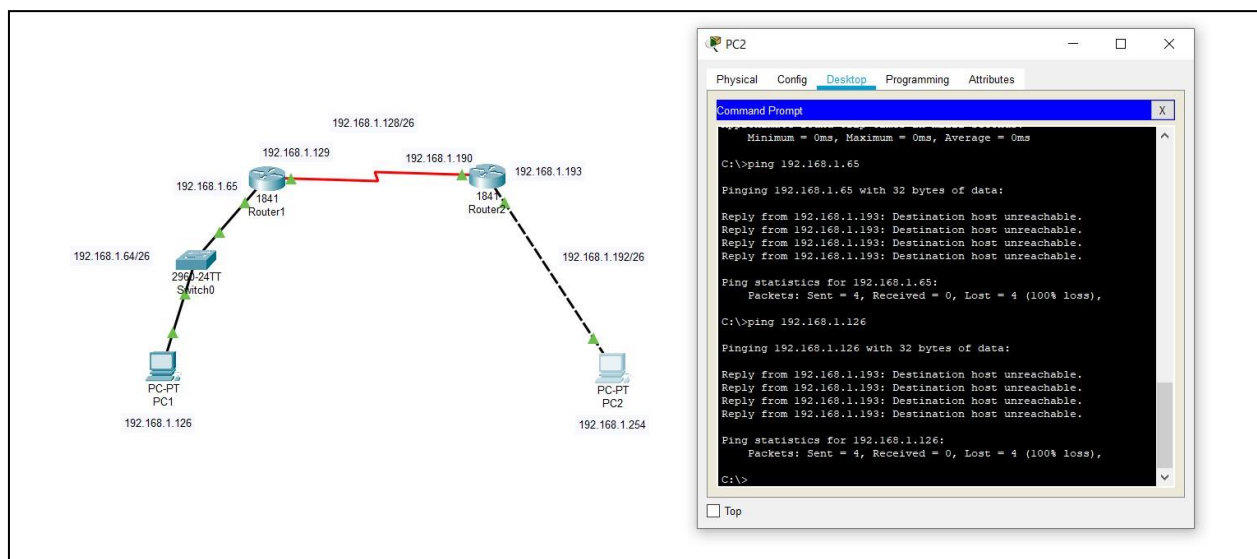 192.168.1.128/26
192.168.1.129
192.168.1.190
192.168.1.193
192.168.1.65
1841
Router1
1841
Router2
192.168.1.64/26
2960-24TT
Switch0
192.168.1.192/26
PC-PT
PC1
192.168.1.126
PC-PT
PC2
192.168.1.254
PC2
Physical Config Desktop Programming Attributes
Command Prompt X
Minimum = 0ms, Maximum = 0ms, Average = 0ms
C:\>ping 192.168.1.65
Pinging 192.168.1.65 with 32 bytes of data:
Reply from 192.168.1.193: Destination host unreachable.
Reply from 192.168.1.193: Destination host unreachable.
Reply from 192.168.1.193: Destination host unreachable.
Reply from 192.168.1.193: Destination host unreachable.
Ping statistics for 192.168.1.65:
Packets: Sent = 4, Received = 0, Lost = 4 (100% loss),
C:\>ping 192.168.1.126
Pinging 192.168.1.126 with 32 bytes of data:
Reply from 192.168.1.193: Destination host unreachable.
Reply from 192.168.1.193: Destination host unreachable.
Reply from 192.168.1.193: Destination host unreachable.
Reply from 192.168.1.193: Destination host unreachable.
Ping statistics for 192.168.1.126:
Packets: Sent = 4, Received = 0, Lost = 4 (100% loss),
C:\>
Top